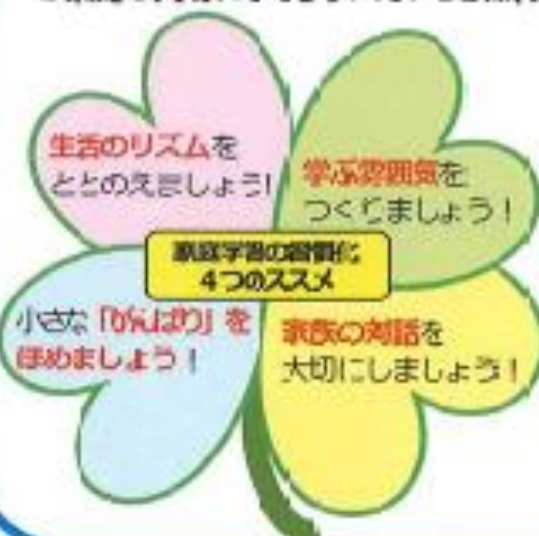 生活のリズムを
ととのえましょう!
学ぶ雰囲気を
つくりましょう！
家庭学習の習慣化
4つのススメ
小さな「がんばり」を
ほめましょう！
家族の対話を
大切にしましょう！